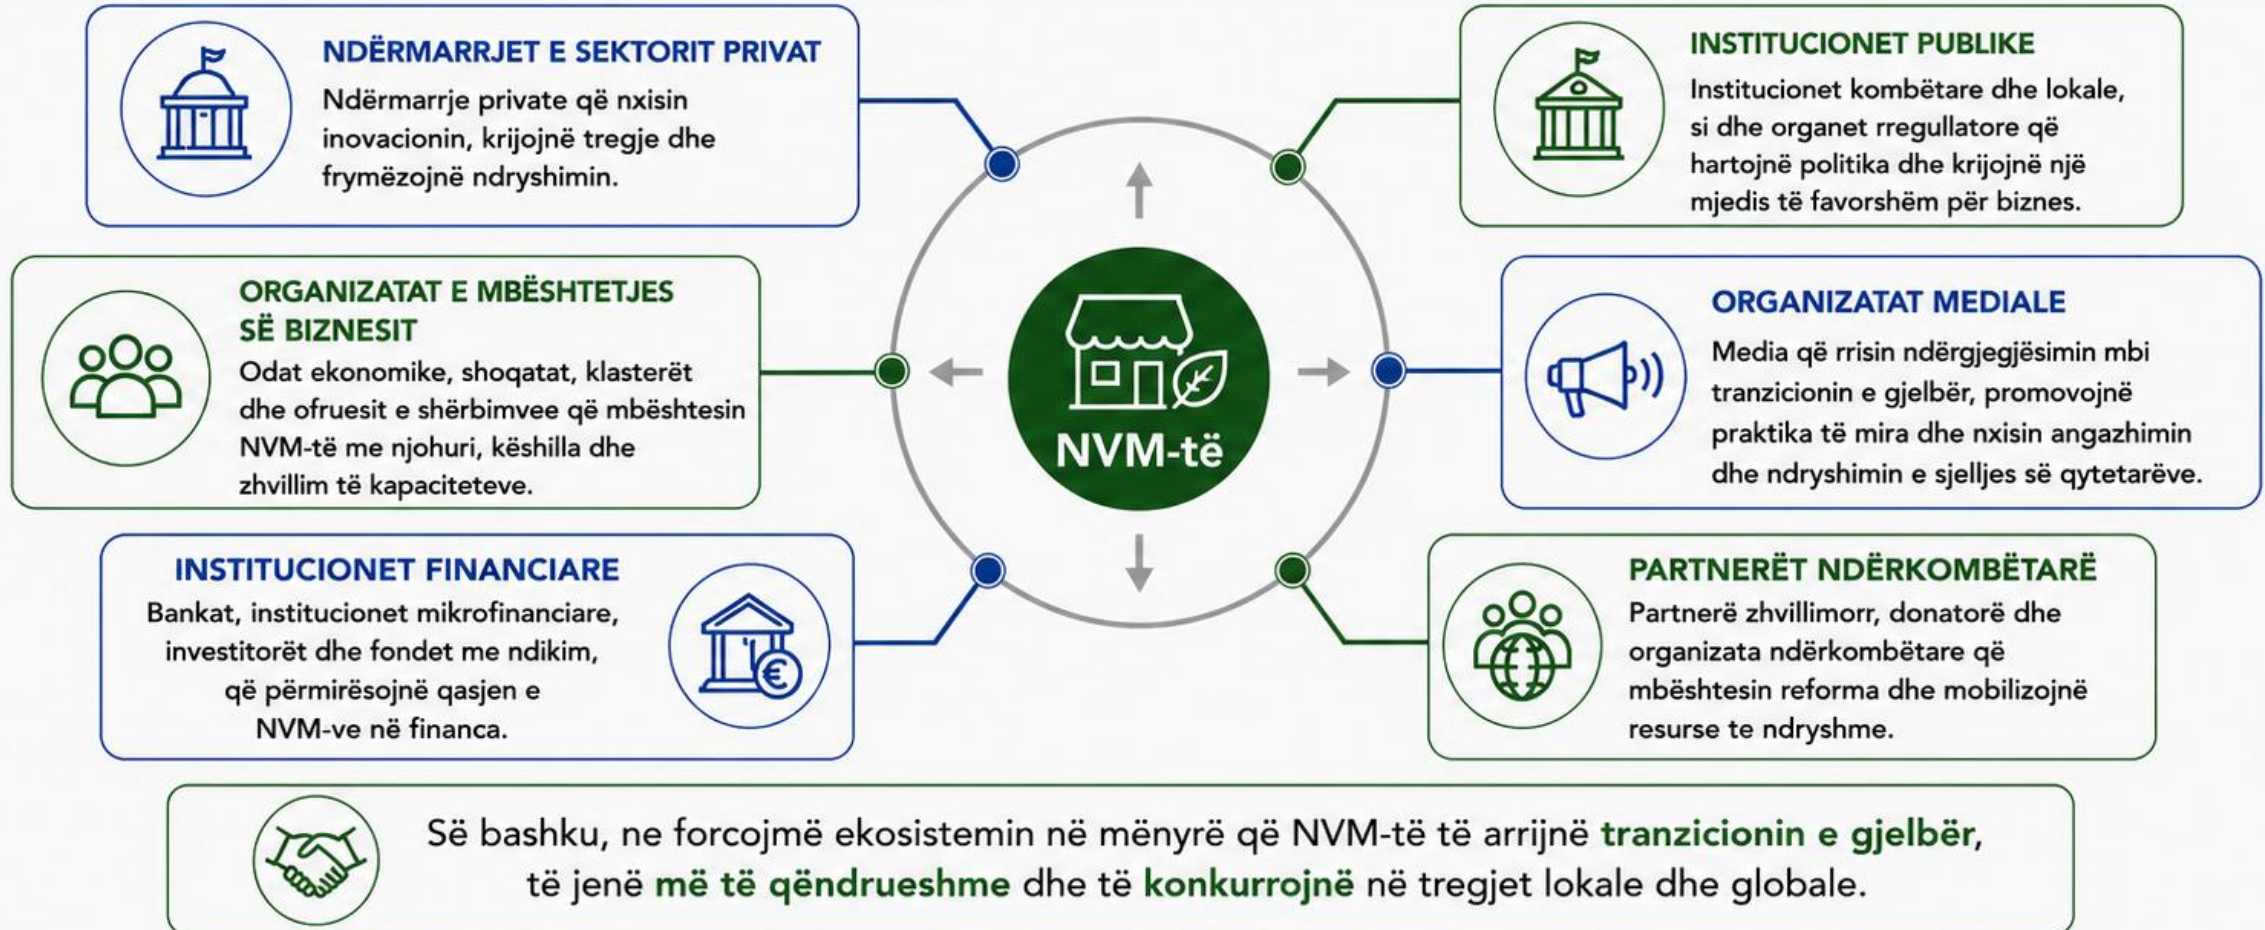 NDËRMARRJET E SEKTORIT PRIVAT
Ndërmarrje private që nxisin
inovacionin, krijojnë tregje dhe
frymëzojnë ndryshimin.
INSTITUCIONET PUBLIKE
Institucionet kombëtare dhe lokale,
si dhe organet rregullatore që
hartojnë politika dhe krijojnë një
mjedis të favorshëm për biznes.
ORGANIZATAT E MBËSHTETJES
SË BIZNESIT
Odat ekonomike, shoqatat, klasterët
dhe ofruesit e shërbimvee që mbështesin
NVM-të me njohuri, këshilla dhe
zhvillim të kapaciteteve.
NVM-të
ORGANIZATAT MEDIALE
Media që rrisin ndërgjegjësimin mbi
tranzicionin e gjelbër, promovojnë
praktika të mira dhe nxisin angazhimin
dhe ndryshimin e sjelljes së qytetarëve.
INSTITUCIONET FINANCIARE
Bankat, institucionet mikrofinanciare,
investitorët dhe fondet me ndikim,
që përmirësojnë qasjen e
NVM-ve në financa.
€
PARTNERËT NDËRKOMBËTARË
Partnerë zhvillimorr, donatorë dhe
organizata ndërkombëtare që
mbështesin reforma dhe mobilizojnë
resurse te ndryshme.
Së bashku, ne forcojmë ekosistemin në mënyrë që NVM-të të arrijnë tranzicionin e gjelbër,
të jenë më të qëndrueshme dhe të konkurrojnë në tregjet lokale dhe globale.